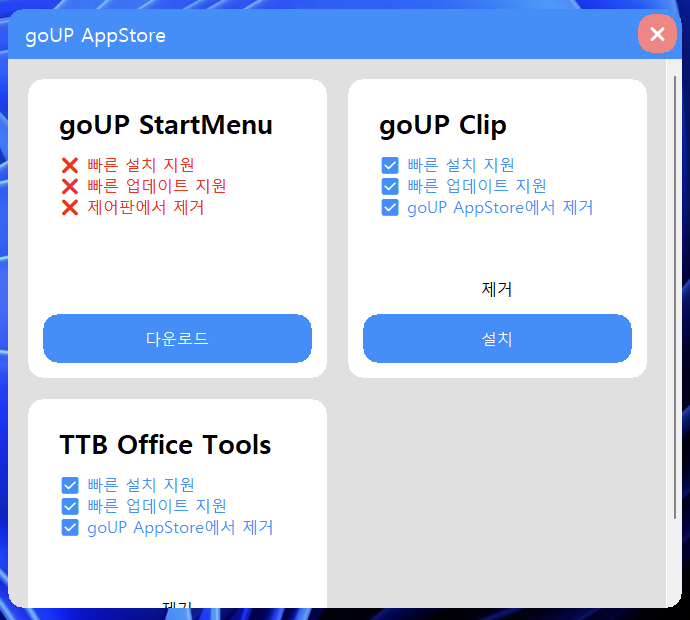 goUP AppStore
goUP StartMenu
❌ 빠른 설치 지원
❌ 빠른 업데이트 지원
❌ 제어판에서 제거
다운로드
goUP Clip
☑ 빠른 설치 지원
☑ 빠른 업데이트 지원
☑ goUP AppStore에서 제거
제거
설치
TTB Office Tools
☑ 빠른 설치 지원
☑ 빠른 업데이트 지원
☑ goUP AppStore에서 제거
제거